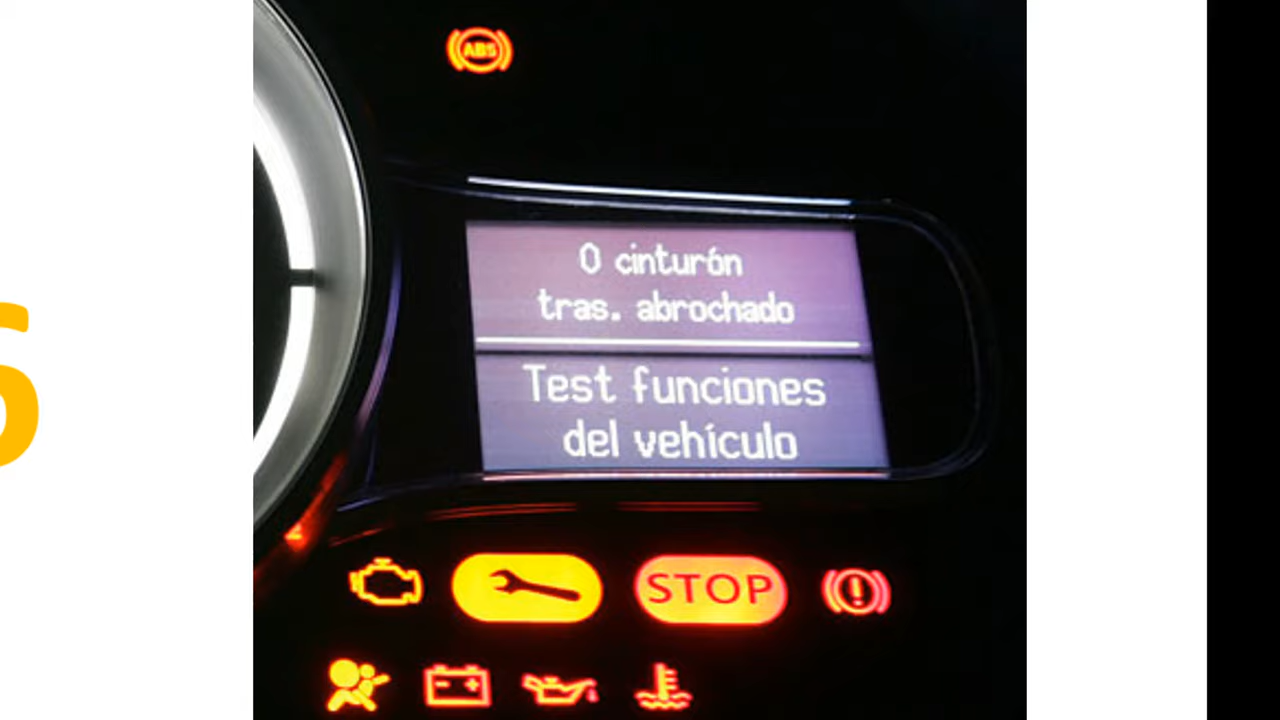 ABS
0 cinturón
tras. abrochado
Test funciones
del vehículo
STOP